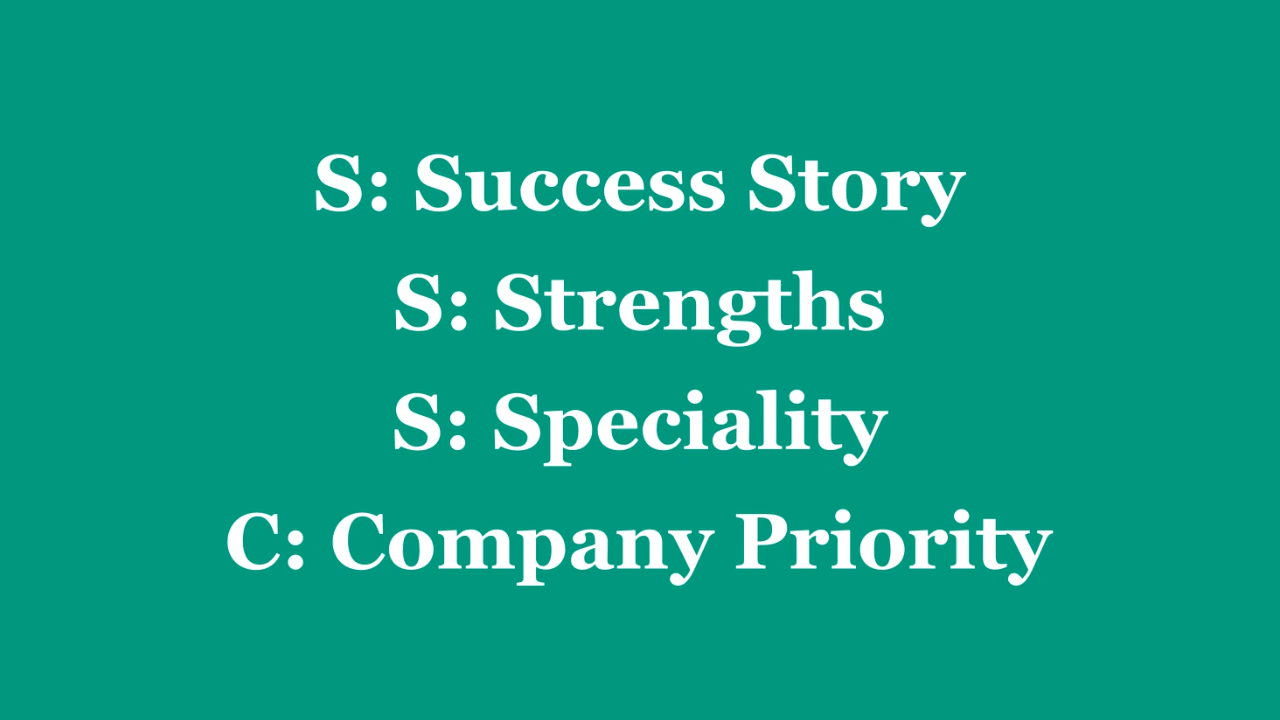 S: Success Story
S: Strengths
S: Speciality
C: Company Priority